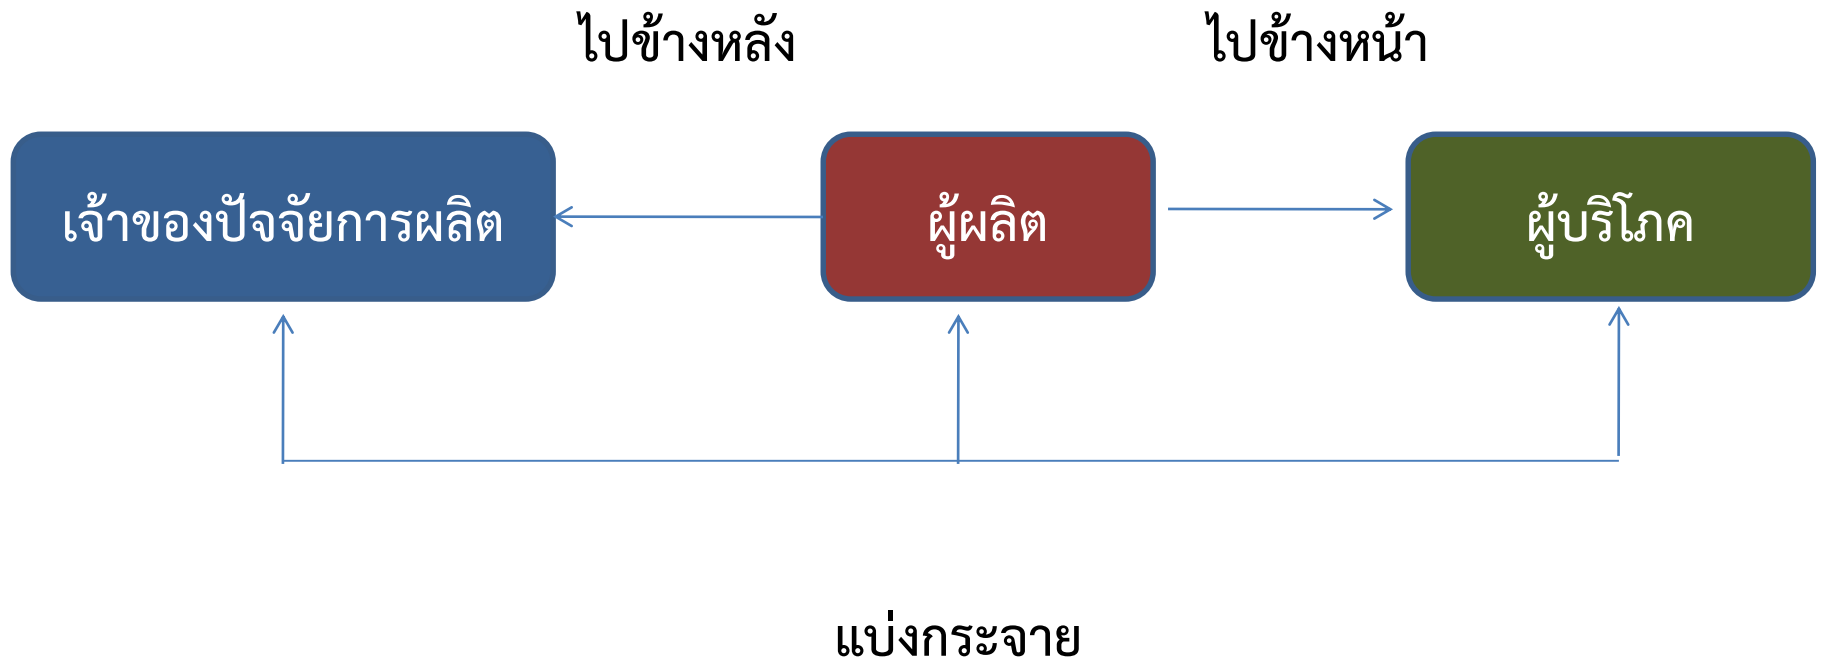 ไปข้างหลัง
ไปข้างหน้า
เจ้าของปัจจัยการผลิต
ผู้ผลิต
ผู้บริโภค
แบ่งกระจาย